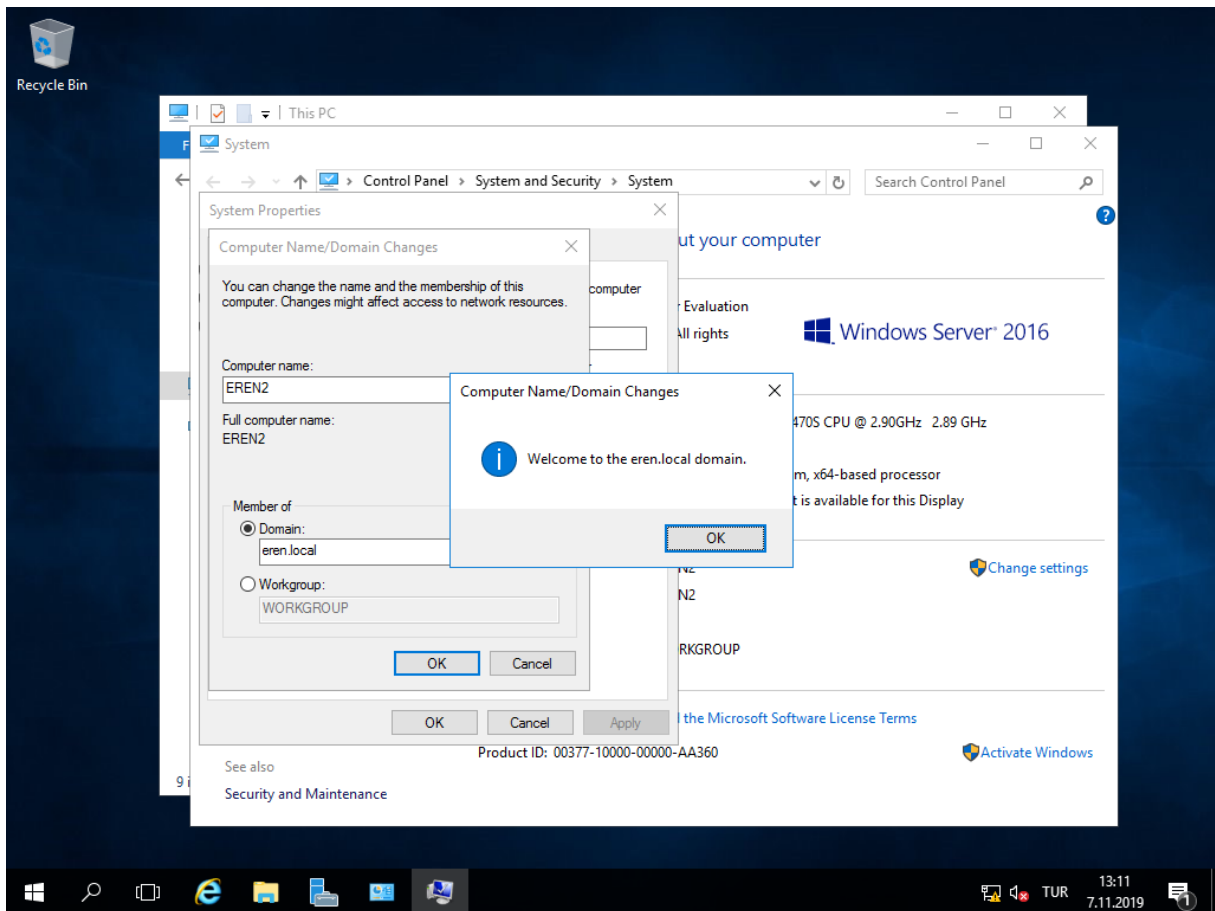 Recycle Bin
This PC
F
System
Control Panel > System and Security > System
Search Control Panel
System Properties
ut your computer
Computer Name/Domain Changes
You can change the name and the membership of this
computer. Changes might affect access to network resources.
computer
r Evaluation
All rights
Windows Server® 2016
Computer name:
EREN2
Full computer name:
EREN2
Computer Name/Domain Changes
Welcome to the eren.local domain.
OK
470S CPU @ 2.90GHz 2.89 GHz
m, x64-based processor
t is available for this Display
Member of
Domain:
eren.local
Workgroup:
WORKGROUP
N2
Change settings
N2
RKGROUP
OK
Cancel
OK
Cancel
Apply
the Microsoft Software License Terms
Product ID: 00377-10000-00000-AA360
Activate Windows
See also
9 i
Security and Maintenance
TUR
13:11
7.11.2019
1